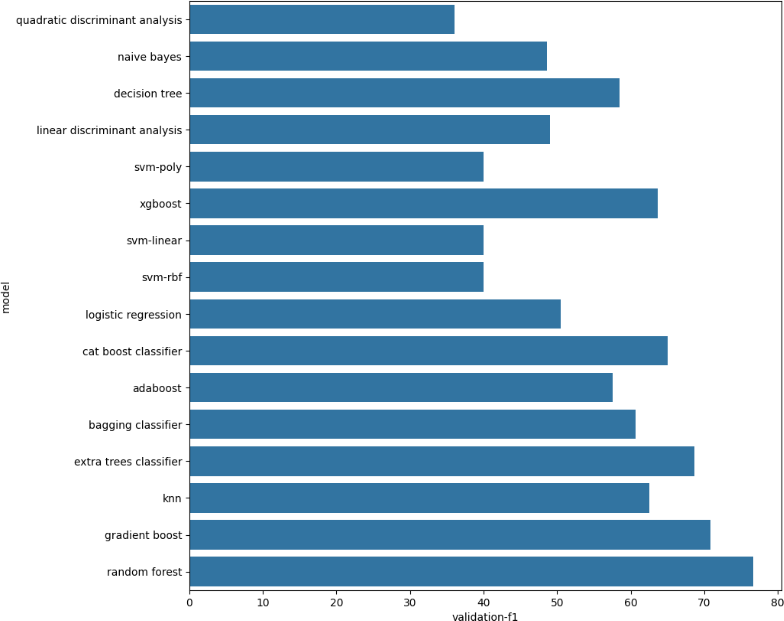 quadratic discriminant analysis
naive bayes
decision tree
linear discriminant analysis
svm-poly
xgboost
svm-linear
svm-rbf
model
logistic regression
cat boost classifier
adaboost
bagging classifier
extra trees classifier
knn
gradient boost
random forest
0 10 20 30 40 50 60 70 80
validation-f1